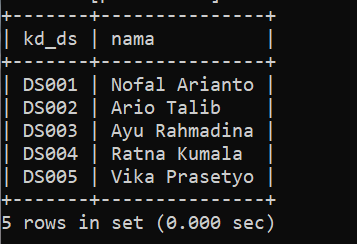 +-------+---------------+
| kd_ds | nama          |
+-------+---------------+
| DS001 | Nofal Arianto |
| DS002 | Ario Talib    |
| DS003 | Ayu Rahmadina |
| DS004 | Ratna Kumala  |
| DS005 | Vika Prasetyo |
+-------+---------------+
5 rows in set (0.000 sec)